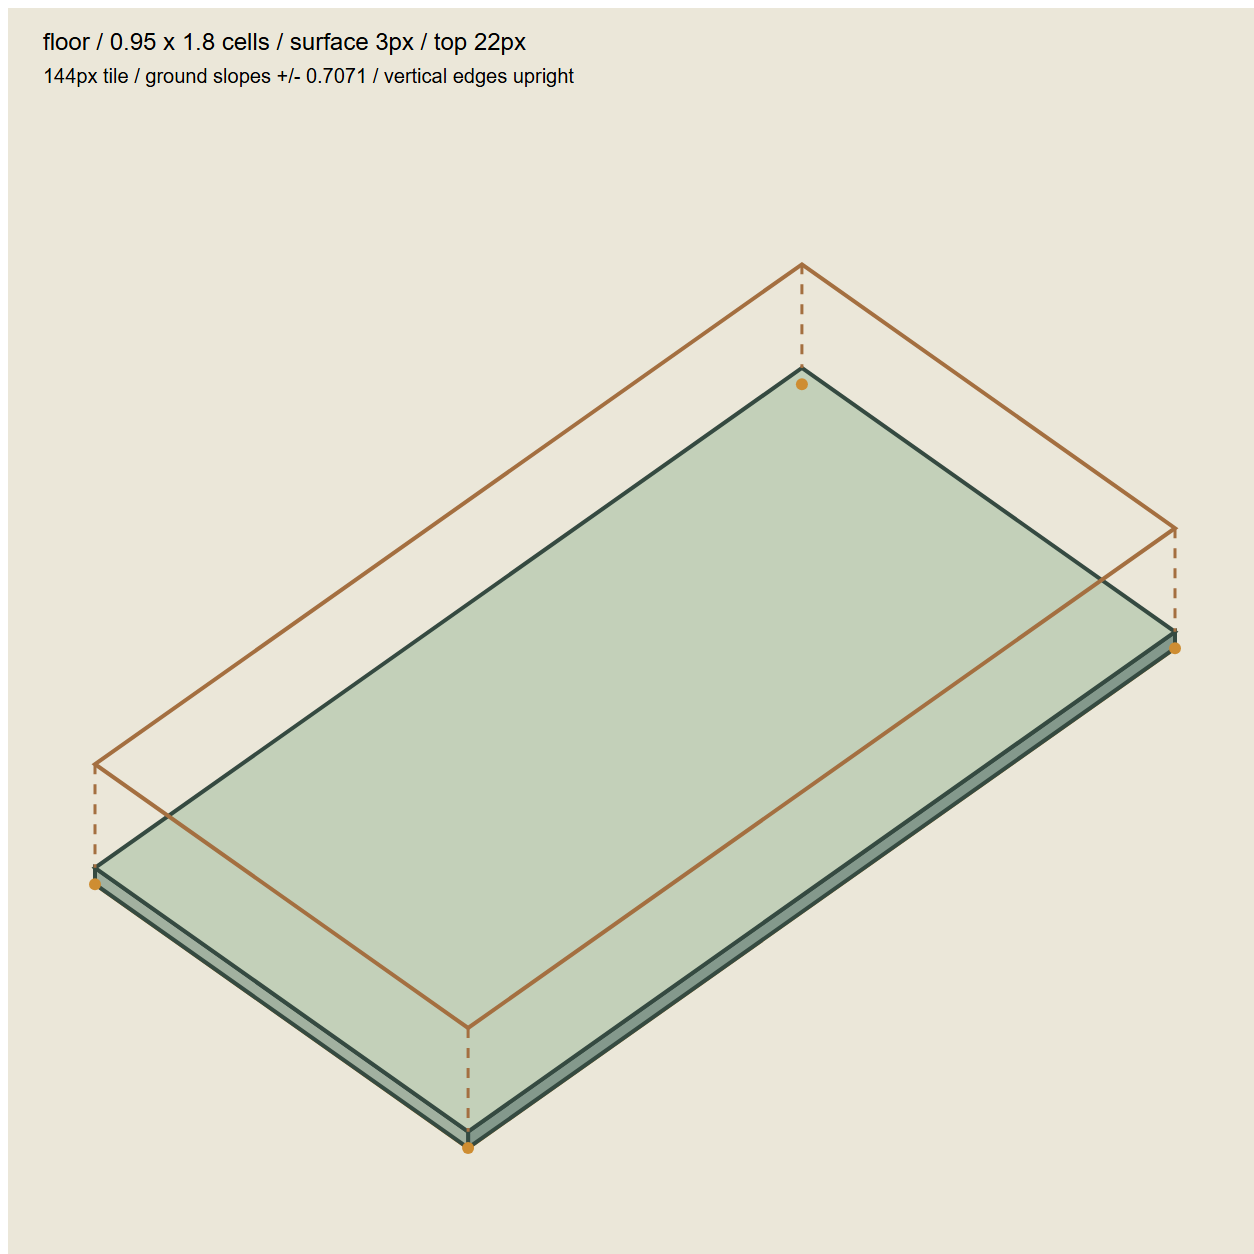 floor / 0.95 x 1.8 cells / surface 3px / top 22px
144px tile / ground slopes +/- 0.7071 / vertical edges upright